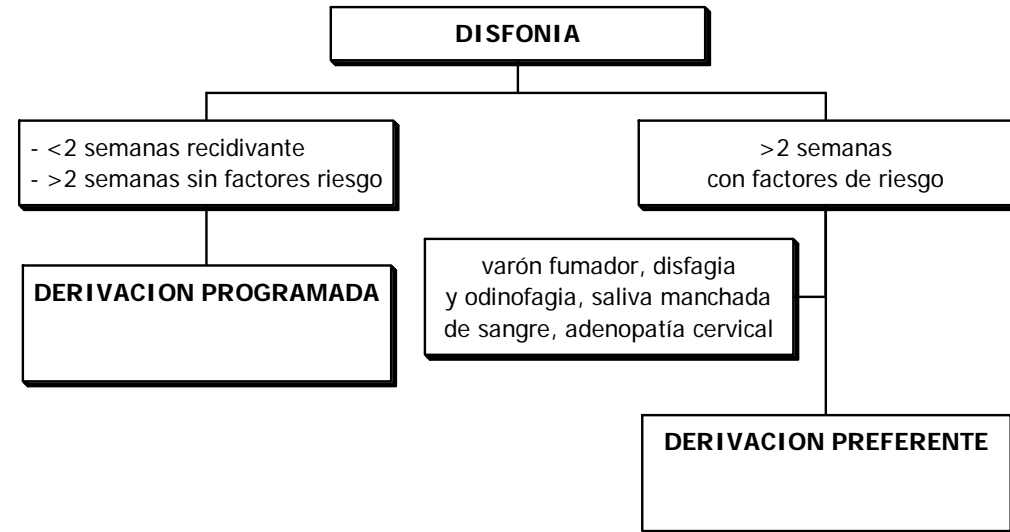 DISFONIA
- <2 semanas recidivante
- >2 semanas sin factores riesgo
>2 semanas
con factores de riesgo
varón fumador, disfagia
y odinofagia, saliva manchada
de sangre, adenopatía cervical
DERIVACION PROGRAMADA
DERIVACION PREFERENTE